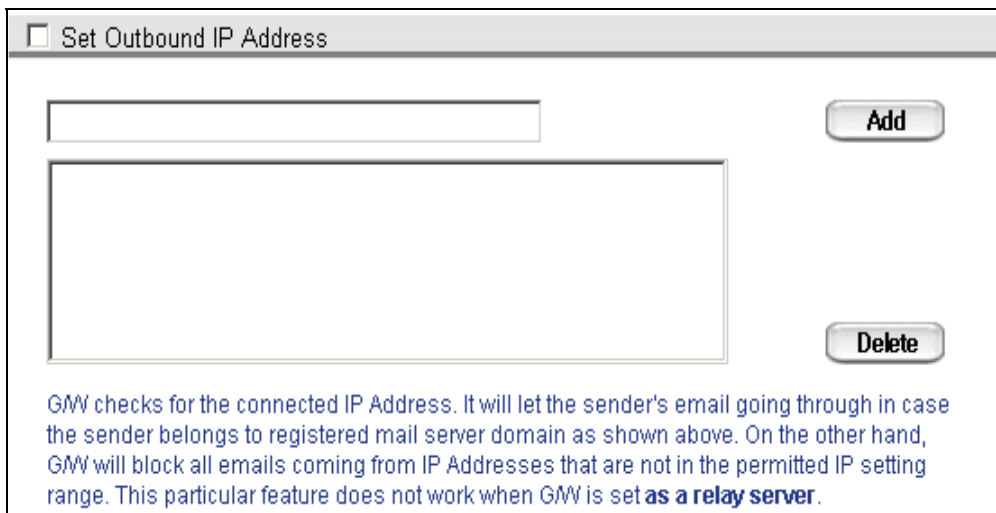 Set Outbound IP Address
Add
Delete
G/W checks for the connected IP Address. It will let the sender's email going through in case
the sender belongs to registered mail server domain as shown above. On the other hand,
G/W will block all emails coming from IP Addresses that are not in the permitted IP setting
range. This particular feature does not work when G/W is set as a relay server.